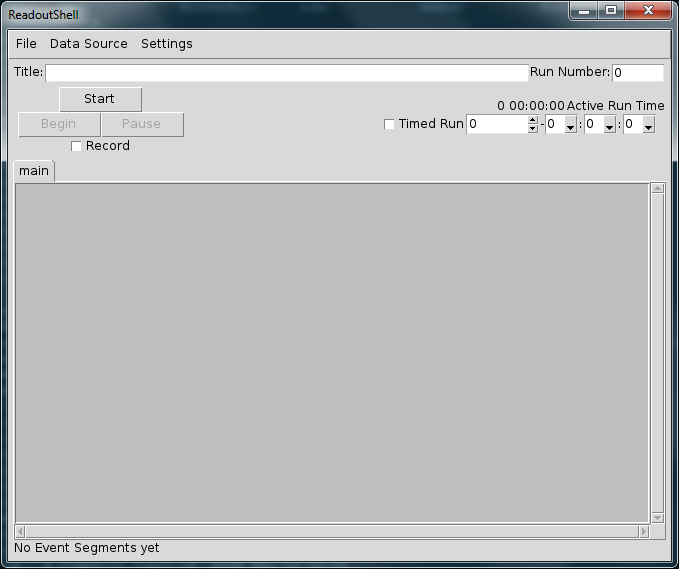 ReadoutShell
File Data Source Settings
Title: Run Number: 0
Start
0 00:00:00 Active Run Time
Begin Pause
Timed Run 0 - 0 : 0 : 0
Record
main
No Event Segments yet